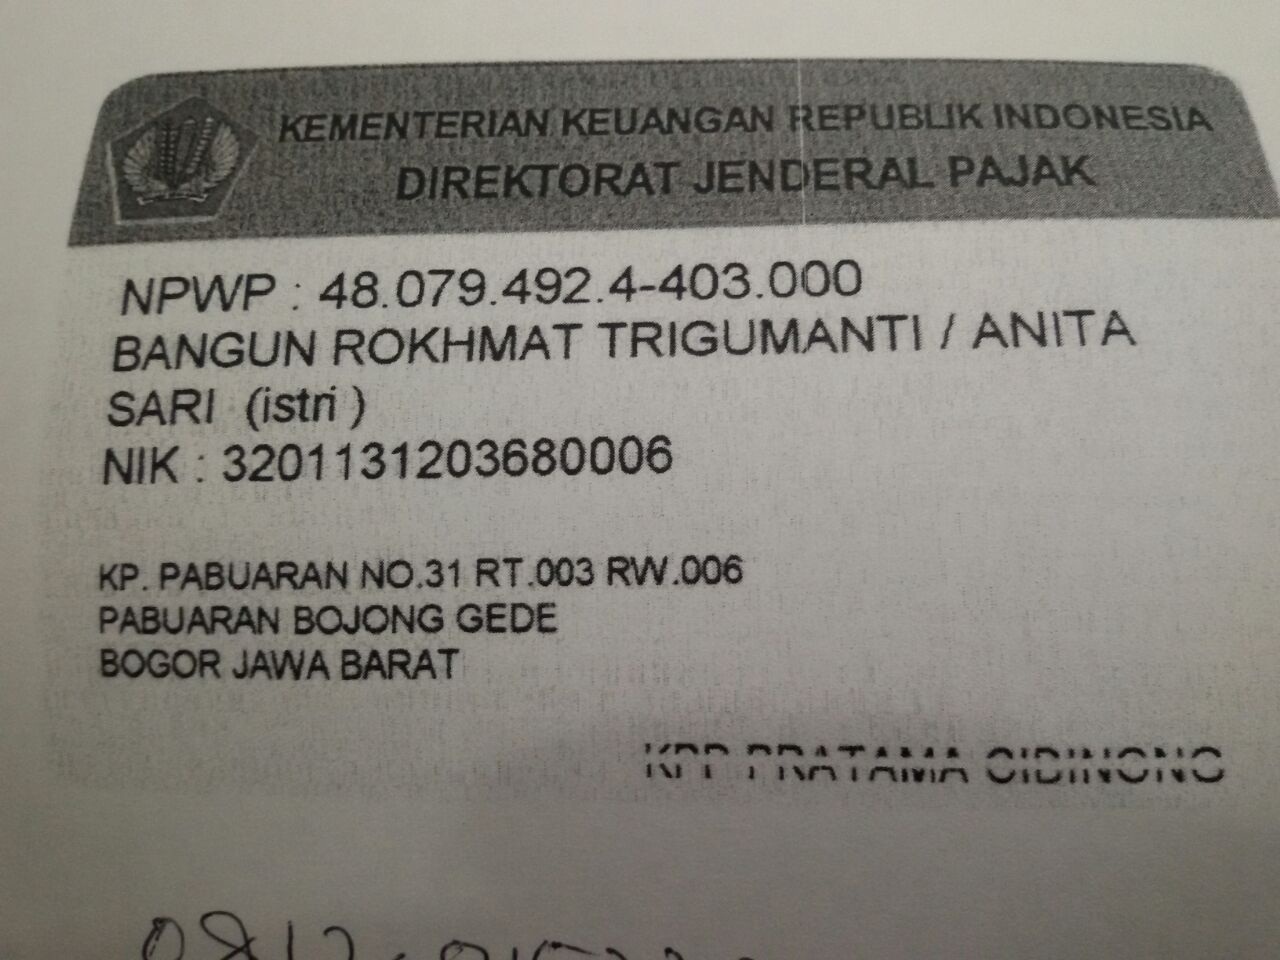 KEMENTERIAN KEUANGAN REPUBLIK INDONESIA
DIREKTORAT JENDERAL PAJAK
NPWP : 48.079.492.4-403.000
BANGUN ROKHMAT TRIGUMANTI / ANITA
SARI (istri )
NIK : 3201131203680006
KP. PABUARAN NO.31 RT.003 RW.006
PABUARAN BOJONG GEDE
BOGOR JAWA BARAT
KPP PRATAMA CIBINONG